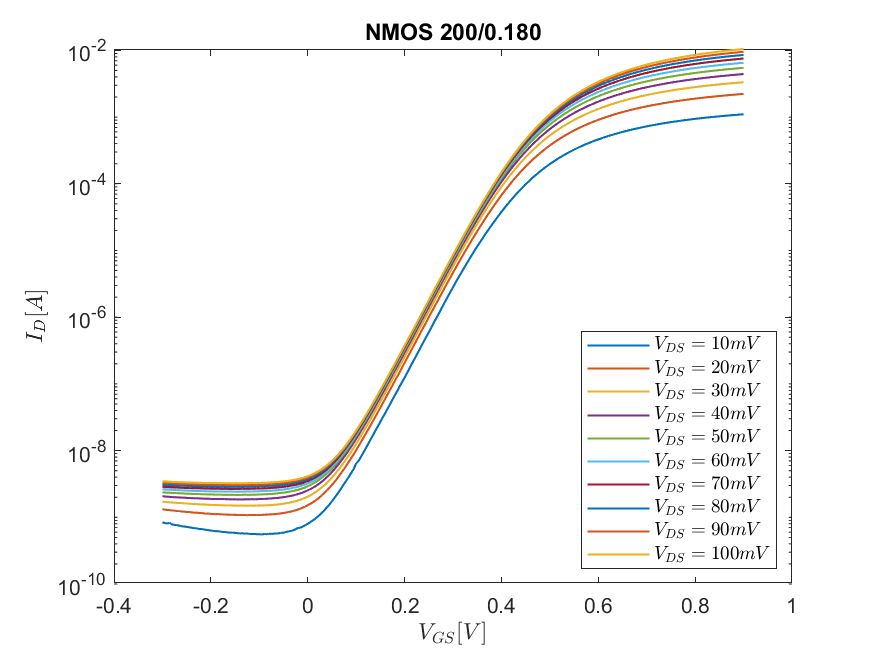 NMOS 200/0.180
10^-2
10^-4
10^-6
10^-8
10^-10
I_D[A]
-0.4 -0.2 0 0.2 0.4 0.6 0.8 1
V_GS[V]
V_DS = 10mV
V_DS = 20mV
V_DS = 30mV
V_DS = 40mV
V_DS = 50mV
V_DS = 60mV
V_DS = 70mV
V_DS = 80mV
V_DS = 90mV
V_DS = 100mV